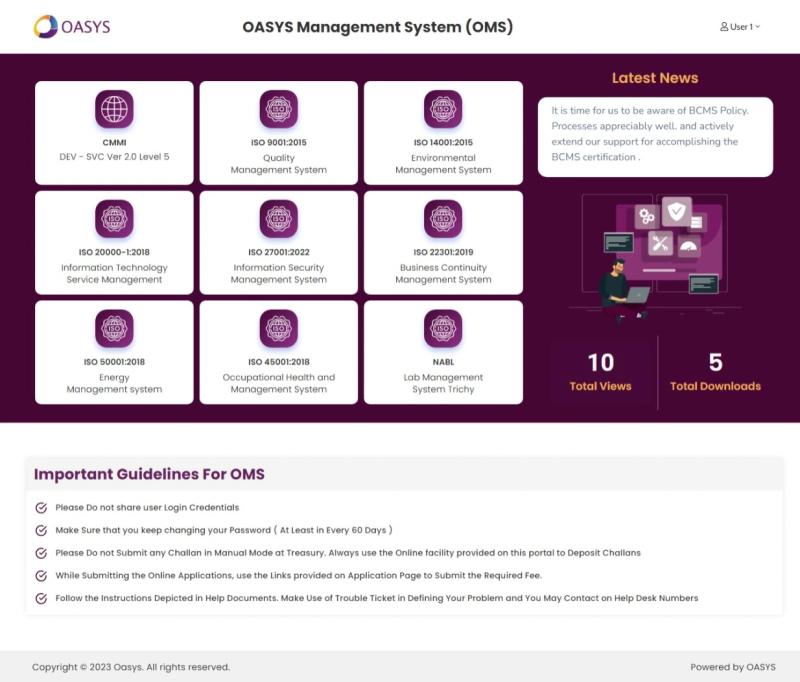 OASYS
OASYS Management System (OMS)
User 1
CMMI
DEV - SVC Ver 2.0 Level 5
ISO
ISO 9001:2015
Quality
Management System
ISO
ISO 14001:2015
Environmental
Management System
ISO
ISO 20000-1:2018
Information Technology
Service Management
ISO
ISO 27001:2022
Information Security
Management System
ISO
ISO 22301:2019
Business Continuity
Management System
ISO
ISO 50001:2018
Energy
Management system
ISO
ISO 45001:2018
Occupational Health and
Management System
ISO
NABL
Lab Management
System Trichy
Latest News
It is time for us to be aware of BCMS Policy.
Processes appreciably well. and actively
extend our support for accomplishing the
BCMS certification .
10
Total Views
5
Total Downloads
Important Guidelines For OMS
Please Do not share user Login Credentials
Make Sure that you keep changing your Password ( At Least in Every 60 Days )
Please Do not Submit any Challan in Manual Mode at Treasury. Always use the Online facility provided on this portal to Deposit Challans
While Submitting the Online Applications, use the Links provided on Application Page to Submit the Required Fee.
Follow the Instructions Depicted in Help Documents. Make Use of Trouble Ticket in Defining Your Problem and You May Contact on Help Desk Numbers
Copyright © 2023 Oasys. All rights reserved.
Powered by OASYS